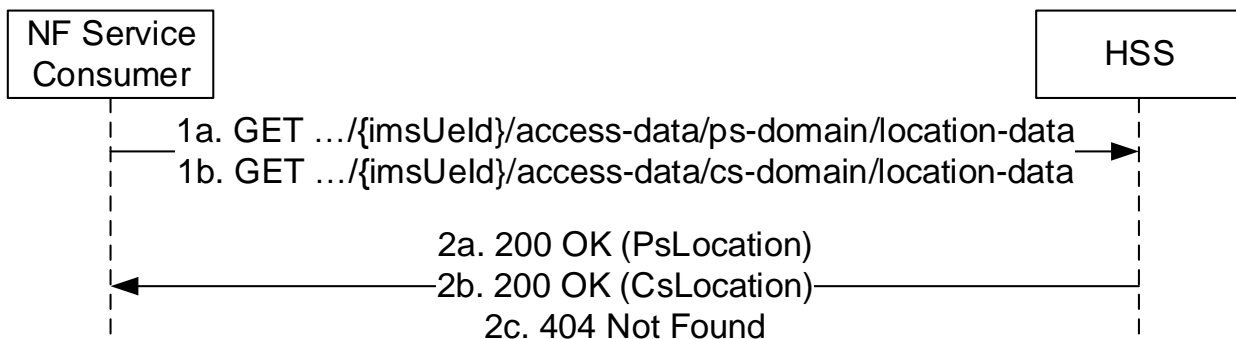 NF Service
Consumer
HSS
1a. GET …/{imsUeId}/access-data/ps-domain/location-data
1b. GET …/{imsUeId}/access-data/cs-domain/location-data
2a. 200 OK (PsLocation)
2b. 200 OK (CsLocation)
2c. 404 Not Found